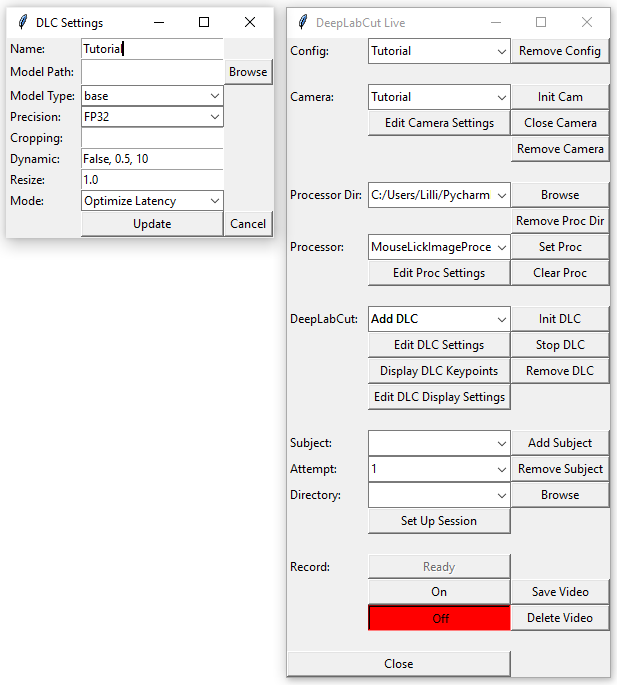 DLC Settings
Name: Tutorial
Model Path: Browse
Model Type: base
Precision: FP32
Cropping:
Dynamic: False, 0.5, 10
Resize: 1.0
Mode: Optimize Latency
Update Cancel
DeepLabCut Live
Config: Tutorial Remove Config
Camera: Tutorial Init Cam
Edit Camera Settings Close Camera
Remove Camera
Processor Dir: C:/Users/Lilli/Pycharm Browse
Remove Proc Dir
Processor: MouseLickImageProce Set Proc
Edit Proc Settings Clear Proc
DeepLabCut: Add DLC Init DLC
Edit DLC Settings Stop DLC
Display DLC Keypoints Remove DLC
Edit DLC Display Settings
Subject: Add Subject
Attempt: 1 Remove Subject
Directory: Browse
Set Up Session
Record: Ready
On Save Video
Off Delete Video
Close